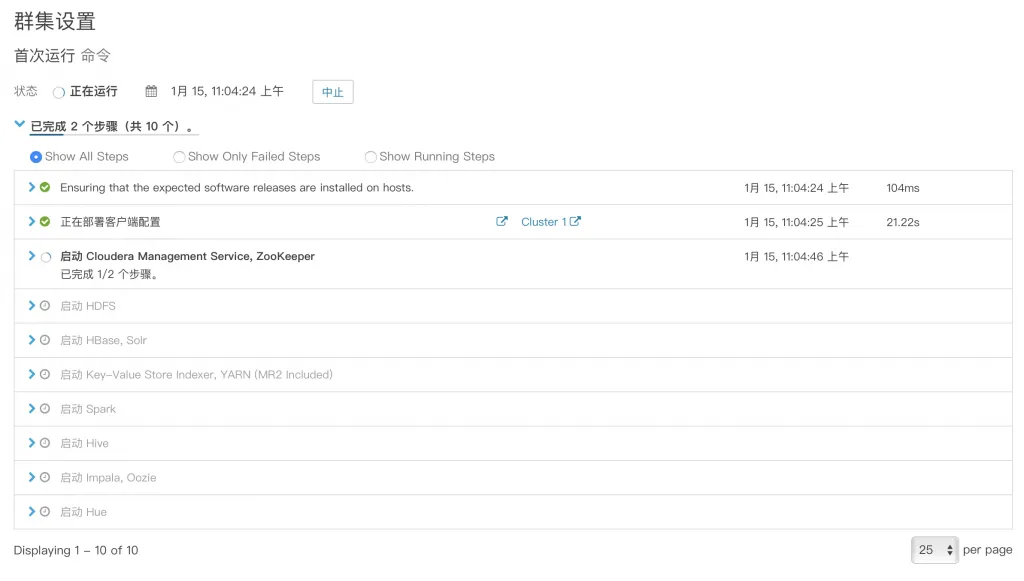 群集设置
首次运行 命令
状态 正在运行 1月 15, 11:04:24 上午 中止
已完成 2 个步骤（共 10 个）。
Show All Steps Show Only Failed Steps Show Running Steps
Ensuring that the expected software releases are installed on hosts. 1月 15, 11:04:24 上午 104ms
正在部署客户端配置 Cluster 1 1月 15, 11:04:25 上午 21.22s
启动 Cloudera Management Service, ZooKeeper 1月 15, 11:04:46 上午
已完成 1/2 个步骤。
启动 HDFS
启动 HBase, Solr
启动 Key-Value Store Indexer, YARN (MR2 Included)
启动 Spark
启动 Hive
启动 Impala, Oozie
启动 Hue
Displaying 1 – 10 of 10 25 per page